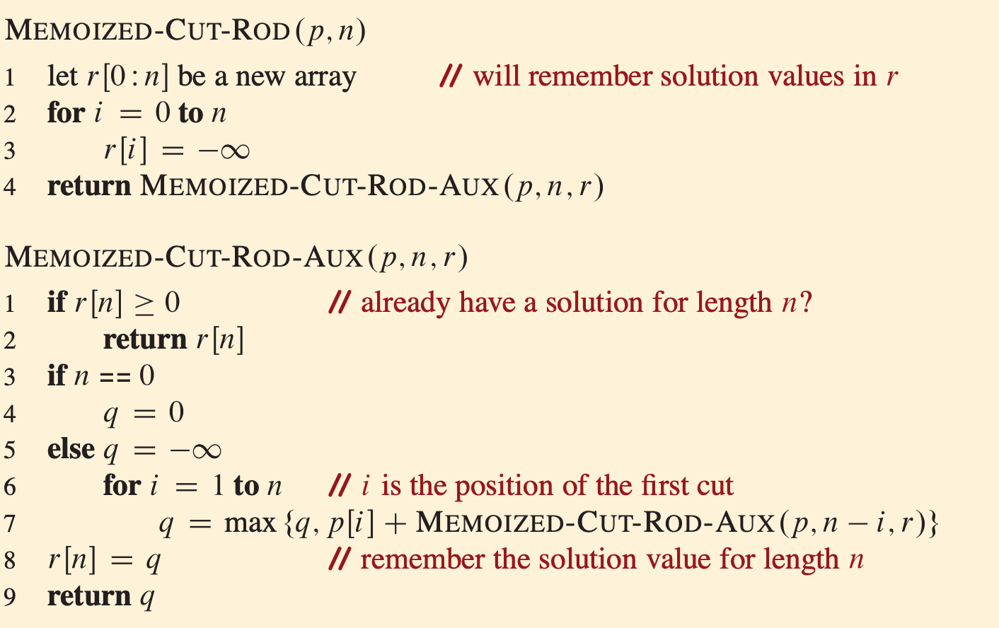 MEMOIZED-CUT-ROD(p, n)
1 let r[0:n] be a new array // will remember solution values in r
2 for i = 0 to n
3 r[i] = −∞
4 return MEMOIZED-CUT-ROD-AUX(p, n, r)
MEMOIZED-CUT-ROD-AUX(p, n, r)
1 if r[n] ≥ 0 // already have a solution for length n?
2 return r[n]
3 if n == 0
4 q = 0
5 else q = −∞
6 for i = 1 to n // i is the position of the first cut
7 q = max {q, p[i] + MEMOIZED-CUT-ROD-AUX(p, n − i, r)}
8 r[n] = q // remember the solution value for length n
9 return q